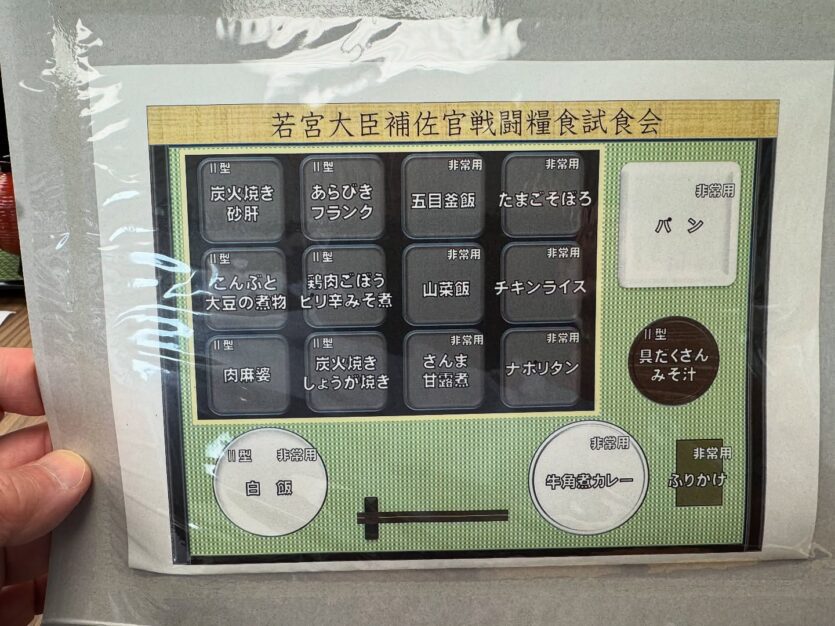 若宮大臣補佐官戦闘糧食試食会
II型
炭火焼き
砂肝
II型
あらびき
フランク
非常用
五目釜飯
非常用
たまごそぼろ
非常用
パン
II型
こんぶと
大豆の煮物
II型
鶏肉ごぼう
ピリ辛みそ煮
非常用
山菜飯
非常用
チキンライス
II型
具だくさん
みそ汁
II型
肉麻婆
II型
炭火焼き
しょうが焼き
非常用
さんま
甘露煮
非常用
ナポリタン
II型 非常用
白飯
非常用
牛角煮カレー
非常用
ふりかけ